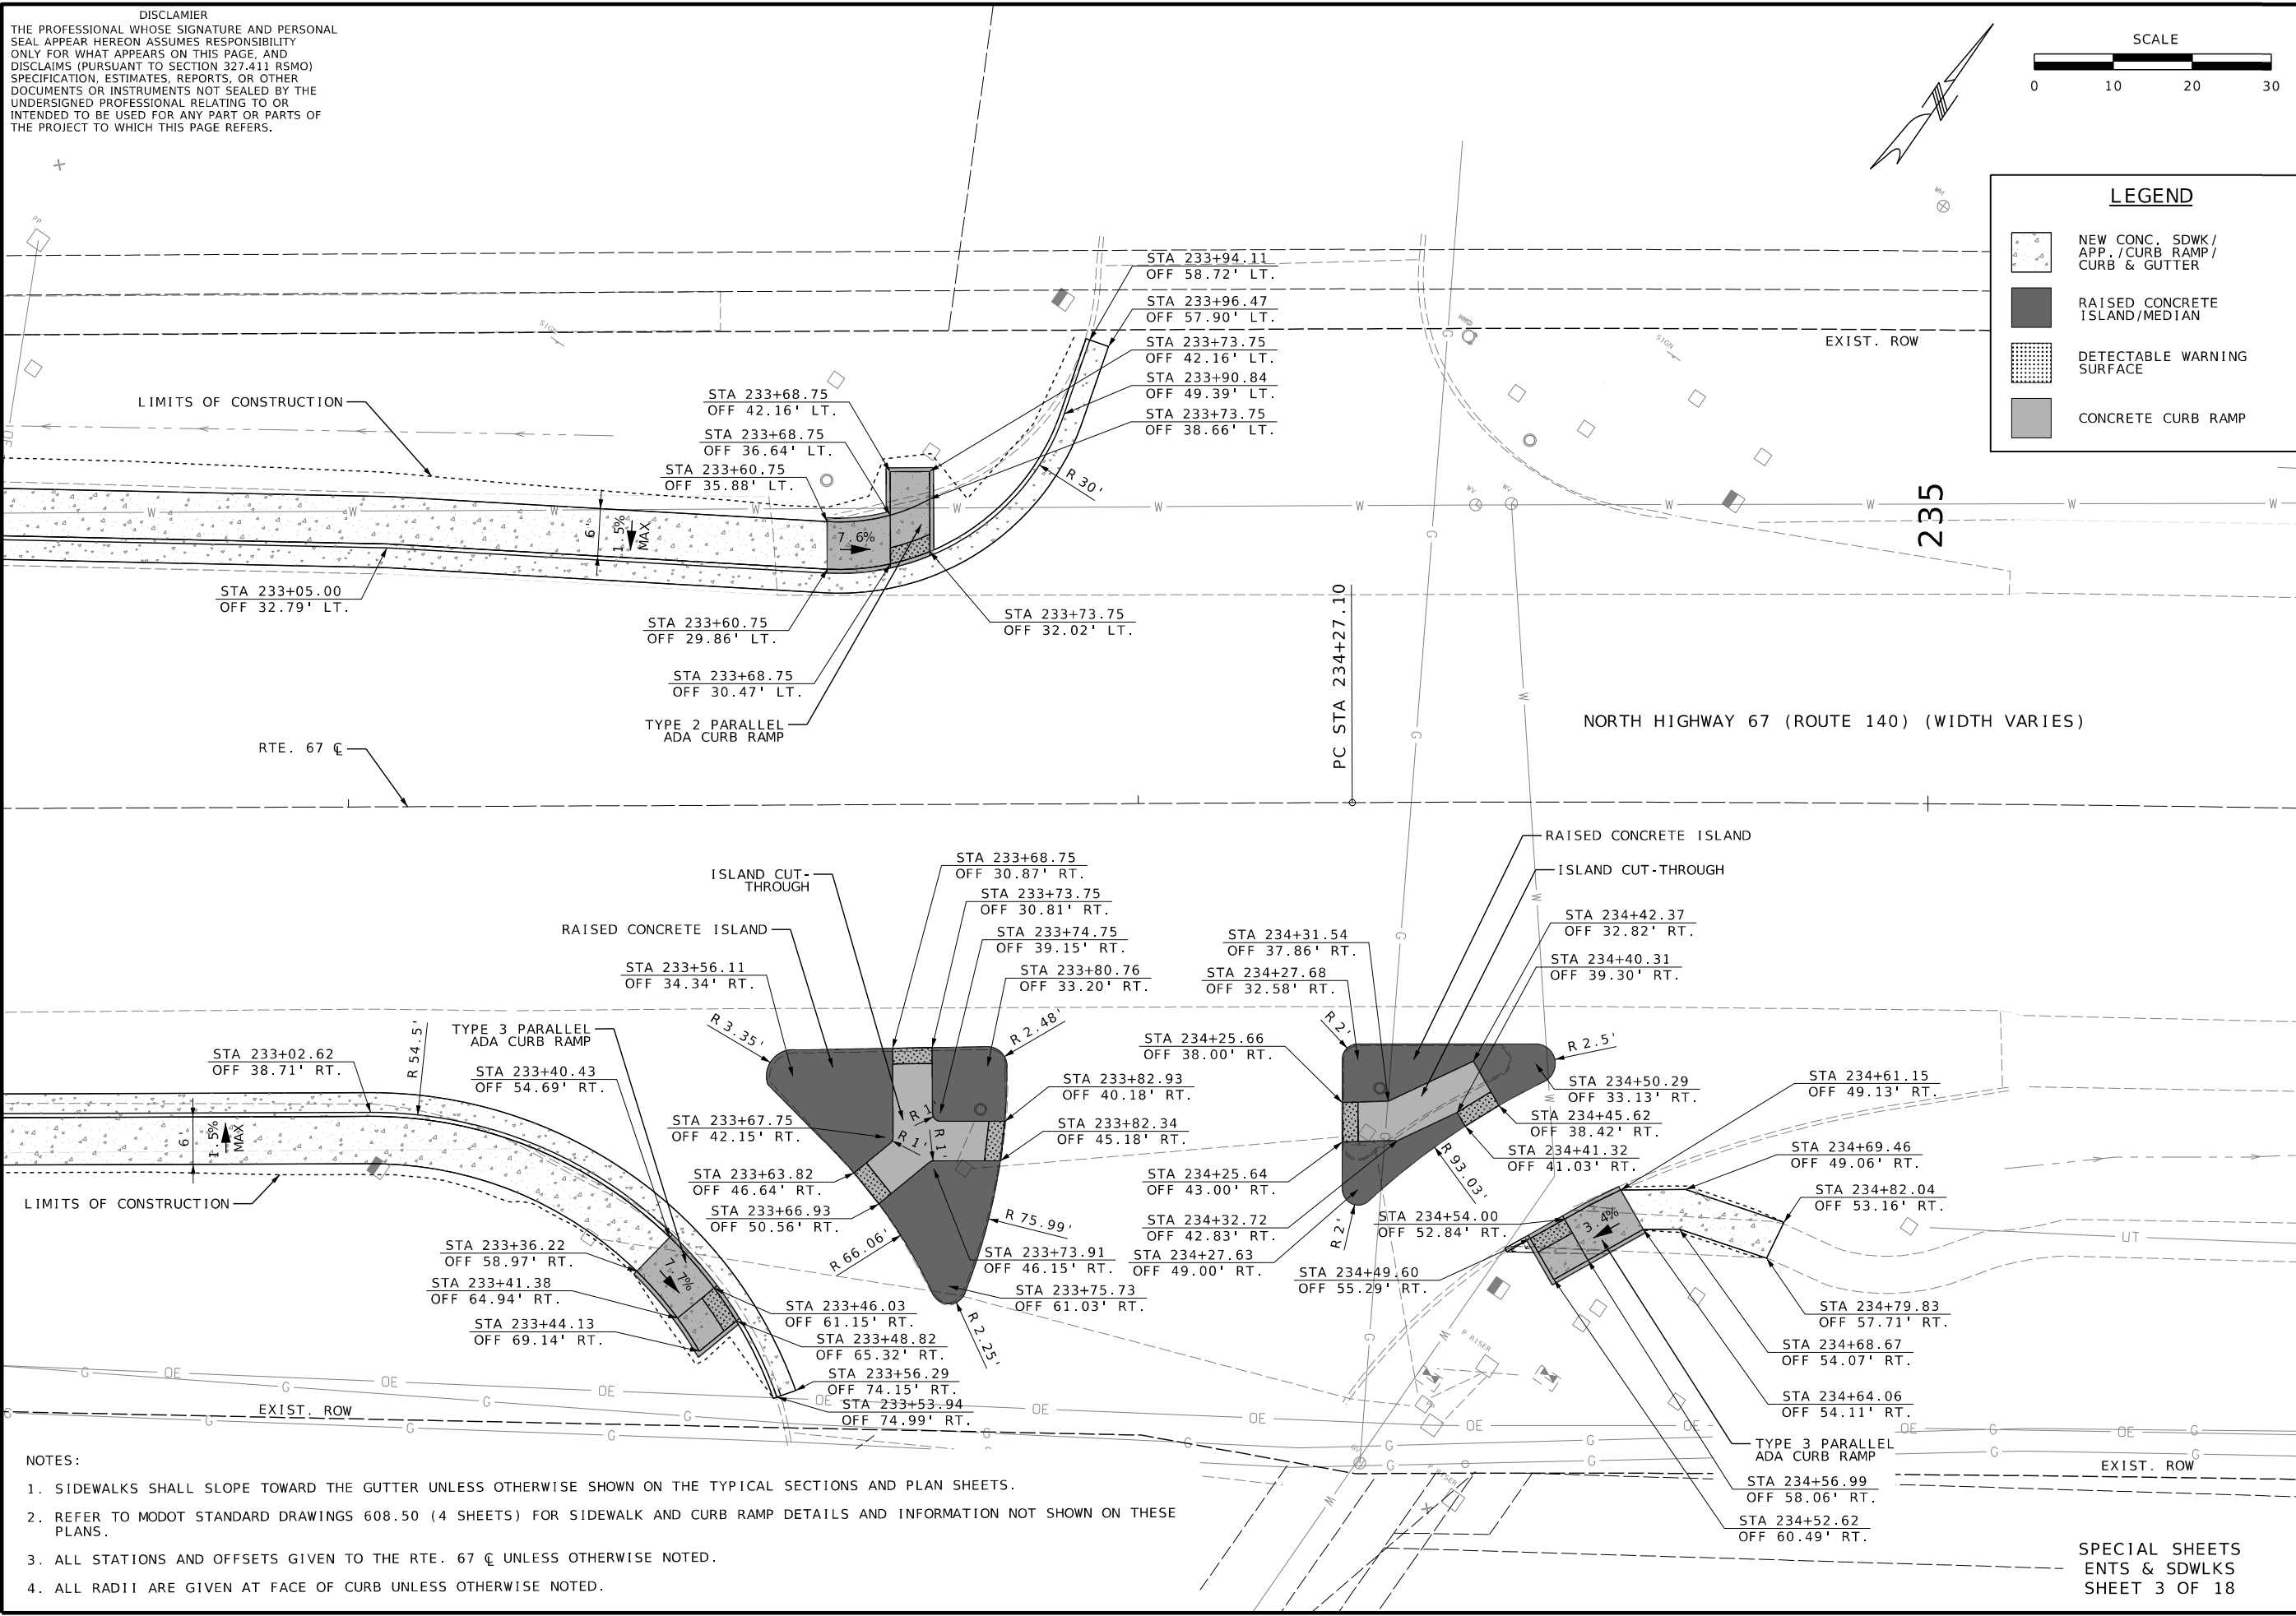 DISCLAMIER
THE PROFESSIONAL WHOSE SIGNATURE AND PERSONAL
SEAL APPEAR HEREON ASSUMES RESPONSIBILITY
ONLY FOR WHAT APPEARS ON THIS PAGE, AND
DISCLAIMS (PURSUANT TO SECTION 327.411 RSMO)
SPECIFICATION, ESTIMATES, REPORTS, OR OTHER
DOCUMENTS OR INSTRUMENTS NOT SEALED BY THE
UNDERSIGNED PROFESSIONAL RELATING TO OR
INTENDED TO BE USED FOR ANY PART OR PARTS OF
THE PROJECT TO WHICH THIS PAGE REFERS.
SCALE
0 10 20 30
LEGEND
NEW CONC. SDWK/
APP./CURB RAMP/
CURB & GUTTER
RAISED CONCRETE
ISLAND/MEDIAN
DETECTABLE WARNING
SURFACE
CONCRETE CURB RAMP
PP
SIGN
SIGN
WM
STA 233+94.11
OFF 58.72' LT.
STA 233+96.47
OFF 57.90' LT.
STA 233+73.75
OFF 42.16' LT.
STA 233+90.84
OFF 49.39' LT.
STA 233+73.75
OFF 38.66' LT.
EXIST. ROW
LIMITS OF CONSTRUCTION
STA 233+68.75
OFF 42.16' LT.
STA 233+68.75
OFF 36.64' LT.
STA 233+60.75
OFF 35.88' LT.
R 30'
6'
1.5%
MAX
7.6%
WV
WV
235
STA 233+05.00
OFF 32.79' LT.
STA 233+60.75
OFF 29.86' LT.
STA 233+73.75
OFF 32.02' LT.
STA 233+68.75
OFF 30.47' LT.
TYPE 2 PARALLEL
ADA CURB RAMP
PC STA 234+27.10
NORTH HIGHWAY 67 (ROUTE 140) (WIDTH VARIES)
RTE. 67 ℄
RAISED CONCRETE ISLAND
ISLAND CUT-THROUGH
ISLAND CUT-
THROUGH
RAISED CONCRETE ISLAND
STA 233+68.75
OFF 30.87' RT.
STA 233+73.75
OFF 30.81' RT.
STA 233+74.75
OFF 39.15' RT.
STA 233+80.76
OFF 33.20' RT.
STA 233+56.11
OFF 34.34' RT.
STA 234+31.54
OFF 37.86' RT.
STA 234+27.68
OFF 32.58' RT.
STA 234+42.37
OFF 32.82' RT.
STA 234+40.31
OFF 39.30' RT.
R 3.35'
R 2.48'
R 2'
R 2.5'
R 54.5'
TYPE 3 PARALLEL
ADA CURB RAMP
STA 233+02.62
OFF 38.71' RT.
STA 233+40.43
OFF 54.69' RT.
STA 234+25.66
OFF 38.00' RT.
STA 233+82.93
OFF 40.18' RT.
STA 233+82.34
OFF 45.18' RT.
STA 233+67.75
OFF 42.15' RT.
R 1'
R 1'
R 1'
STA 234+50.29
OFF 33.13' RT.
STA 234+45.62
OFF 38.42' RT.
STA 234+41.32
OFF 41.03' RT.
STA 234+61.15
OFF 49.13' RT.
STA 234+69.46
OFF 49.06' RT.
STA 234+82.04
OFF 53.16' RT.
6'
1.5%
MAX
LIMITS OF CONSTRUCTION
STA 233+63.82
OFF 46.64' RT.
STA 233+66.93
OFF 50.56' RT.
STA 234+25.64
OFF 43.00' RT.
STA 234+32.72
OFF 42.83' RT.
STA 234+27.63
OFF 49.00' RT.
R 93.03'
R 2'
R 75.99'
R 66.06'
STA 234+54.00
OFF 52.84' RT.
3.4%
STA 234+49.60
OFF 55.29' RT.
STA 233+36.22
OFF 58.97' RT.
STA 233+41.38
OFF 64.94' RT.
STA 233+44.13
OFF 69.14' RT.
7.7%
STA 233+46.03
OFF 61.15' RT.
STA 233+48.82
OFF 65.32' RT.
STA 233+56.29
OFF 74.15' RT.
STA 233+53.94
OFF 74.99' RT.
STA 233+73.91
OFF 46.15' RT.
STA 233+75.73
OFF 61.03' RT.
R 2.25'
P RISER
P RISER
UT
STA 234+79.83
OFF 57.71' RT.
STA 234+68.67
OFF 54.07' RT.
STA 234+64.06
OFF 54.11' RT.
TYPE 3 PARALLEL
ADA CURB RAMP
STA 234+56.99
OFF 58.06' RT.
STA 234+52.62
OFF 60.49' RT.
EXIST. ROW
EXIST. ROW
NOTES:
1. SIDEWALKS SHALL SLOPE TOWARD THE GUTTER UNLESS OTHERWISE SHOWN ON THE TYPICAL SECTIONS AND PLAN SHEETS.
2. REFER TO MODOT STANDARD DRAWINGS 608.50 (4 SHEETS) FOR SIDEWALK AND CURB RAMP DETAILS AND INFORMATION NOT SHOWN ON THESE
PLANS.
3. ALL STATIONS AND OFFSETS GIVEN TO THE RTE. 67 ℄ UNLESS OTHERWISE NOTED.
4. ALL RADII ARE GIVEN AT FACE OF CURB UNLESS OTHERWISE NOTED.
SPECIAL SHEETS
ENTS & SDWLKS
SHEET 3 OF 18